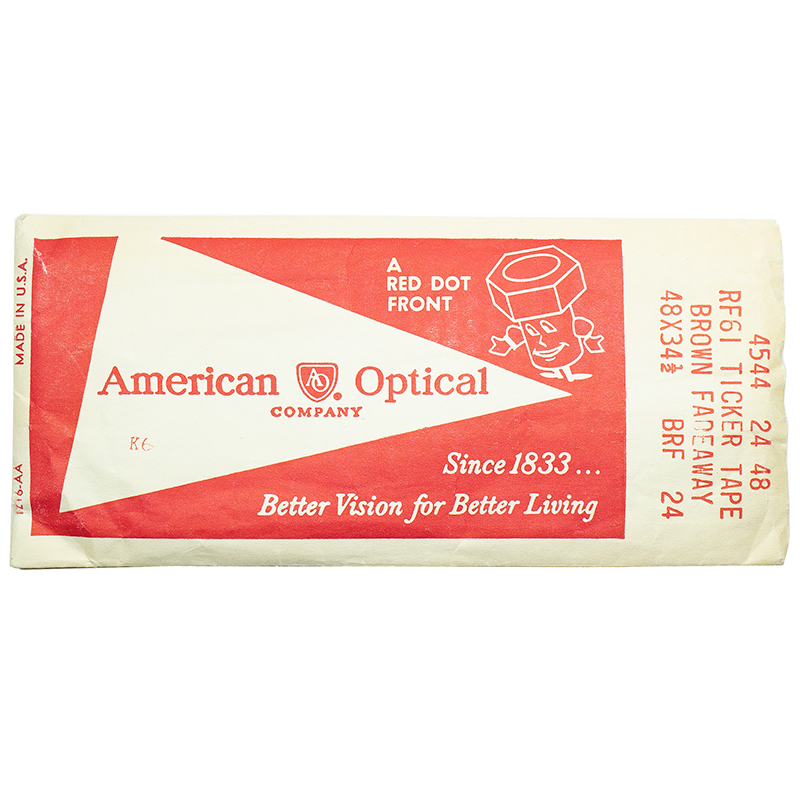 MADE IN U.S.A.
1216-AA
A
RED DOT
FRONT
American AO Optical
COMPANY
K6
Since 1833...
Better Vision for Better Living
4544 24 48
RF61 TICKER TAPE
BROWN FADEAWAY
48X34½ BRF 24